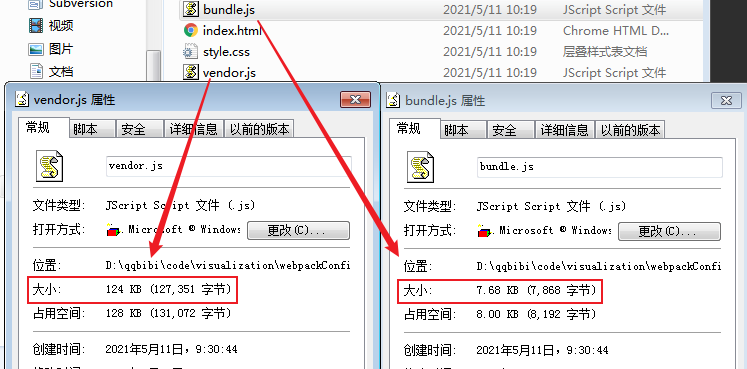 Subversion
视频
图片
文档
bundle.js 2021/5/11 10:19 JScript Script 文件
index.html 2021/5/11 10:19 Chrome HTML D...
style.css 2021/5/11 10:19 层叠样式表文档
vendor.js 2021/5/11 10:19 JScript Script 文件
vendor.js 属性
常规 脚本 安全 详细信息 以前的版本
vendor.js
文件类型: JScript Script 文件 (.js)
打开方式: Microsoft ® Windows 更改(C)...
位置: D:\qqbibi\code\visualization\webpackConfi
大小: 124 KB (127,351 字节)
占用空间: 128 KB (131,072 字节)
创建时间: 2021年5月11日，9:30:44
bundle.js 属性
常规 脚本 安全 详细信息 以前的版本
bundle.js
文件类型: JScript Script 文件 (.js)
打开方式: Microsoft ® Windows 更改(C)...
位置: D:\qqbibi\code\visualization\webpackConfi
大小: 7.68 KB (7,868 字节)
占用空间: 8.00 KB (8,192 字节)
创建时间: 2021年5月11日，9:30:44